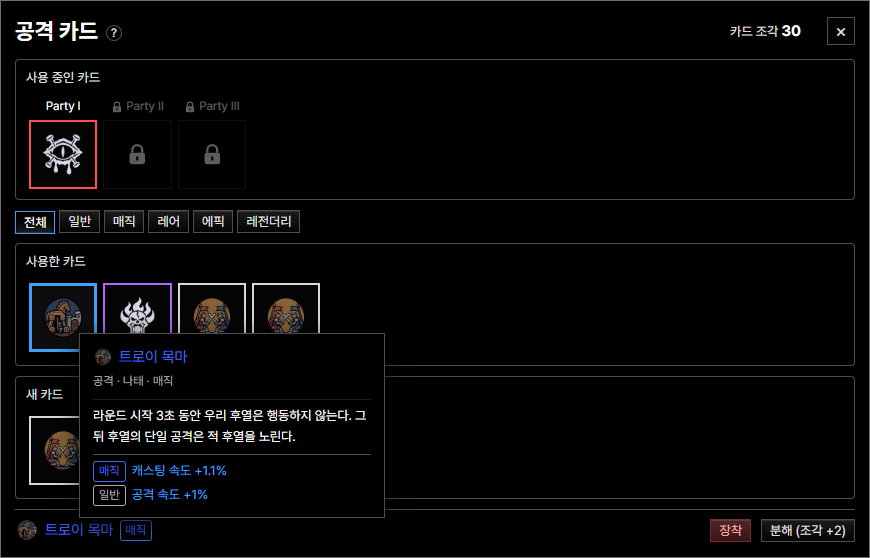 공격 카드 ?
카드 조각 30
×
사용 중인 카드
Party I
Party II
Party III
전체
일반
매직
레어
에픽
레전더리
사용한 카드
트로이 목마
공격 · 나태 · 매직
라운드 시작 3초 동안 우리 후열은 행동하지 않는다. 그
뒤 후열의 단일 공격은 적 후열을 노린다.
매직 캐스팅 속도 +1.1%
일반 공격 속도 +1%
새 카드
트로이 목마 매직
장착
분해 (조각 +2)